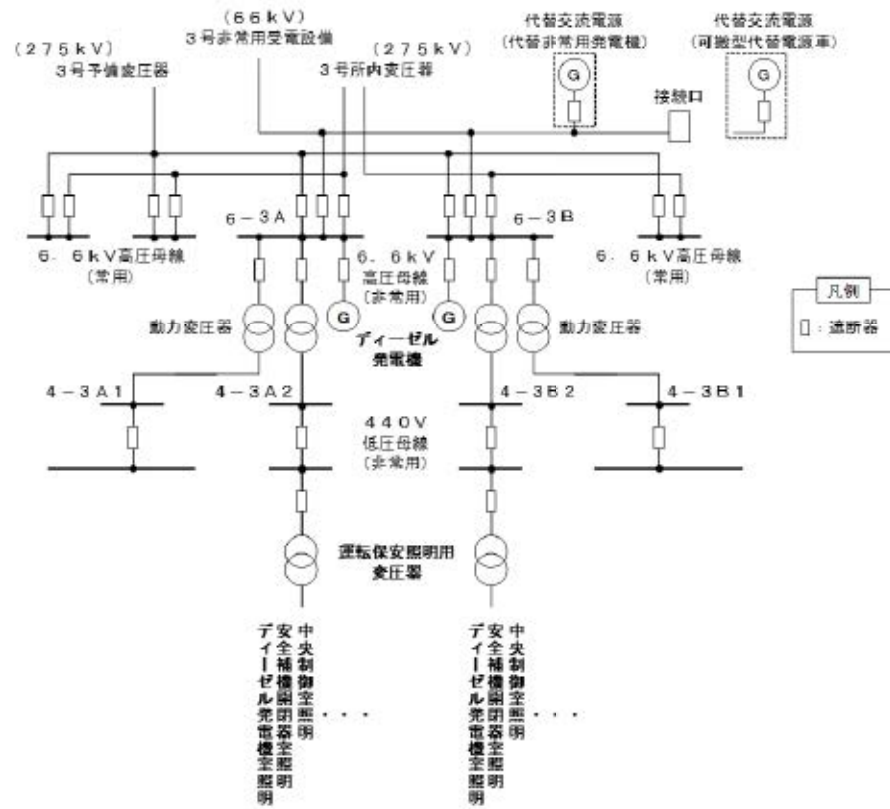 (275kV)
3号予備変圧器
(66kV)
3号非常用受電設備
(275kV)
3号所内変圧器
代替交流電源
(代替非常用発電機)
G
代替交流電源
(可搬型代替電源車)
G
接続口
6-3A
6-3B
6.6kV高圧母線
(常用)
6.6kV
高圧母線
(非常用)
6.6kV高圧母線
(常用)
凡例
:遮断器
動力変圧器
G
G
ディーゼル
発電機
動力変圧器
4-3A1
4-3A2
4-3B2
4-3B1
440V
低圧母線
(非常用)
運転保安照明用
変圧器
中央制御室照明
安全補機開閉器室照明
ディーゼル発電機室照明
・・・
中央制御室照明
安全補機開閉器室照明
ディーゼル発電機室照明
・・・